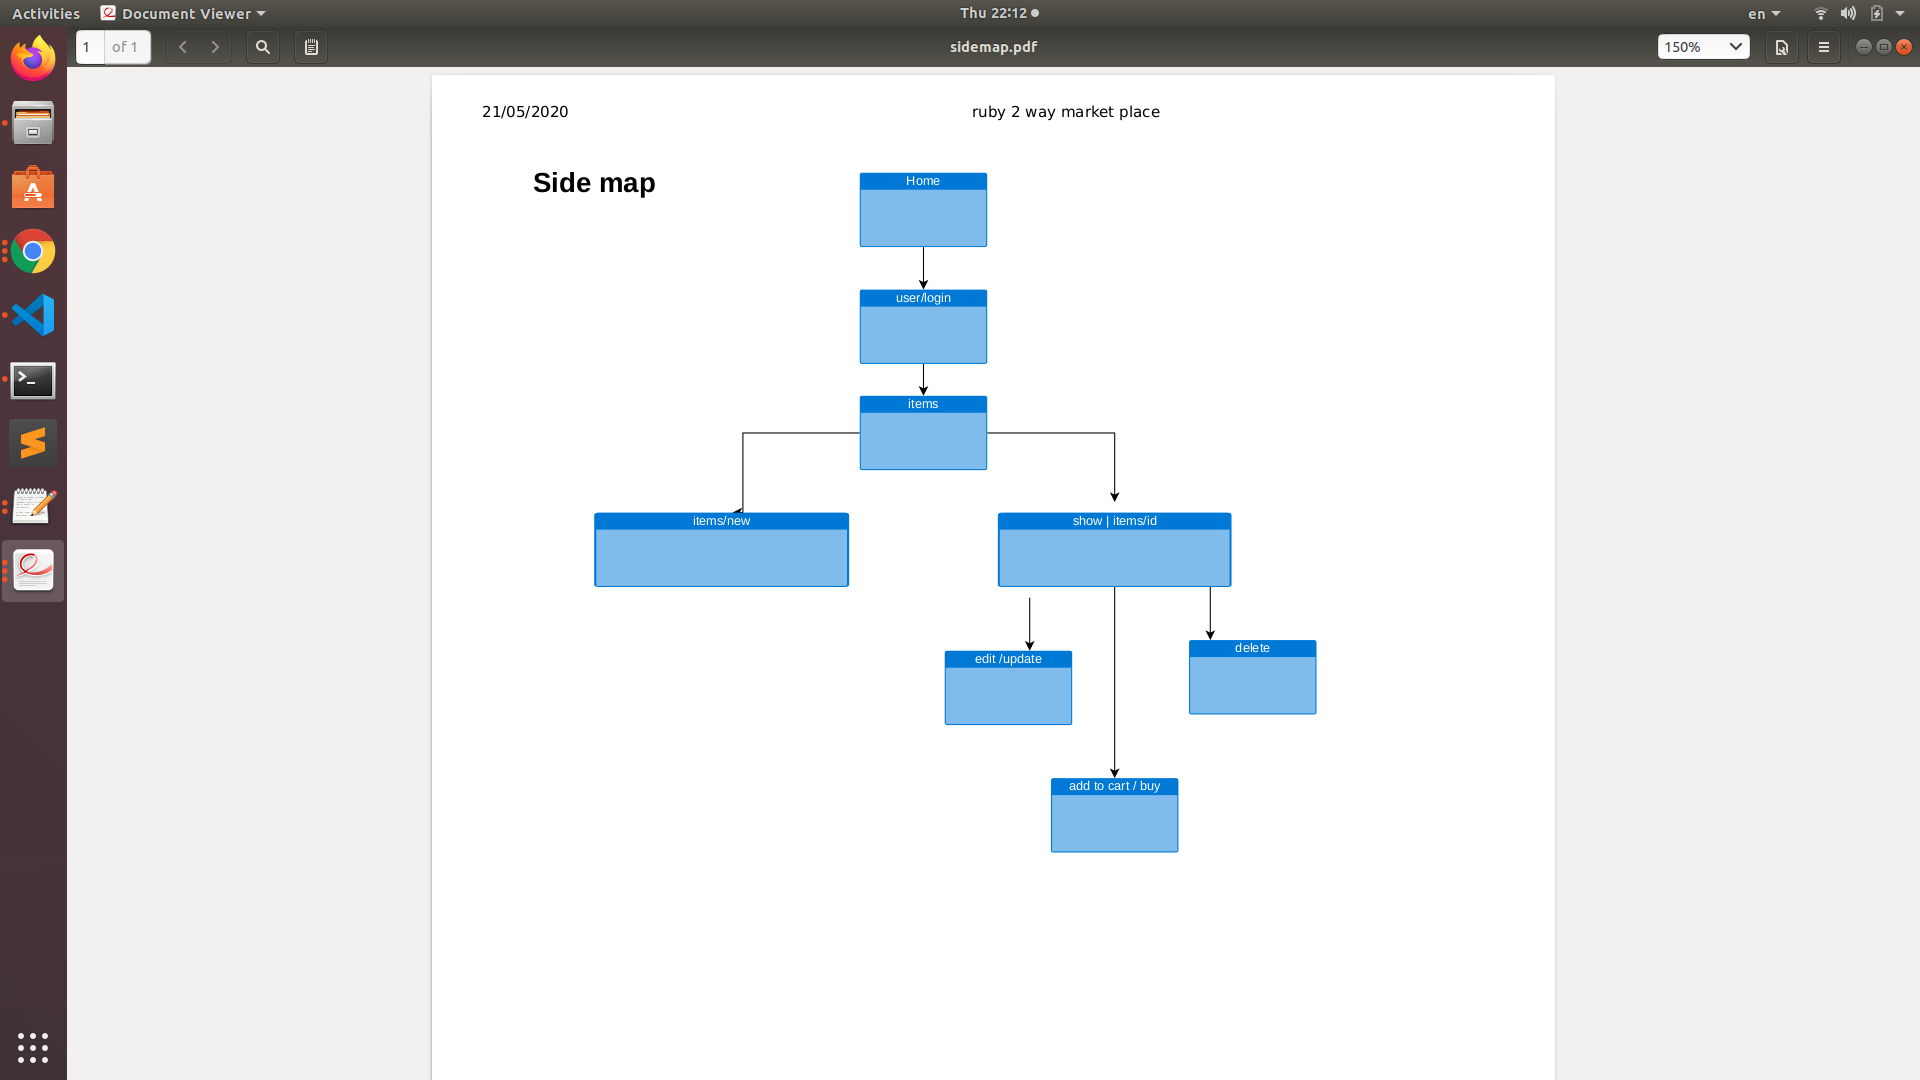 Activities Document Viewer Thu 22:12 en
1 of 1 sidemap.pdf 150%
21/05/2020 ruby 2 way market place
Side map
Home
user/login
items
items/new
show | items/id
edit /update
delete
add to cart / buy